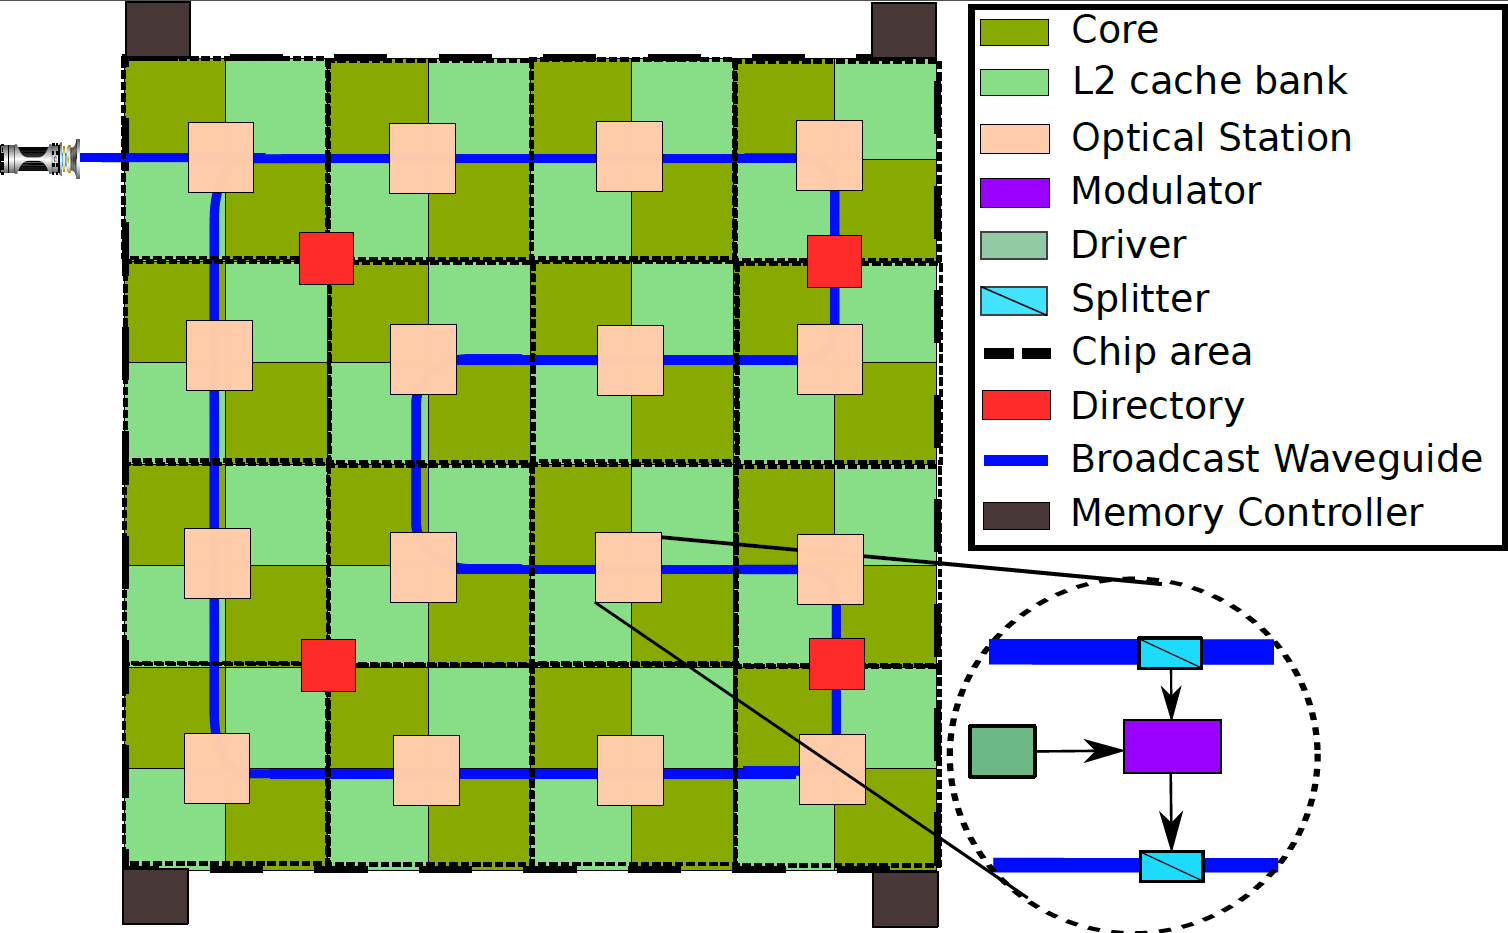 Core
L2 cache bank
Optical Station
Modulator
Driver
Splitter
Chip area
Directory
Broadcast Waveguide
Memory Controller